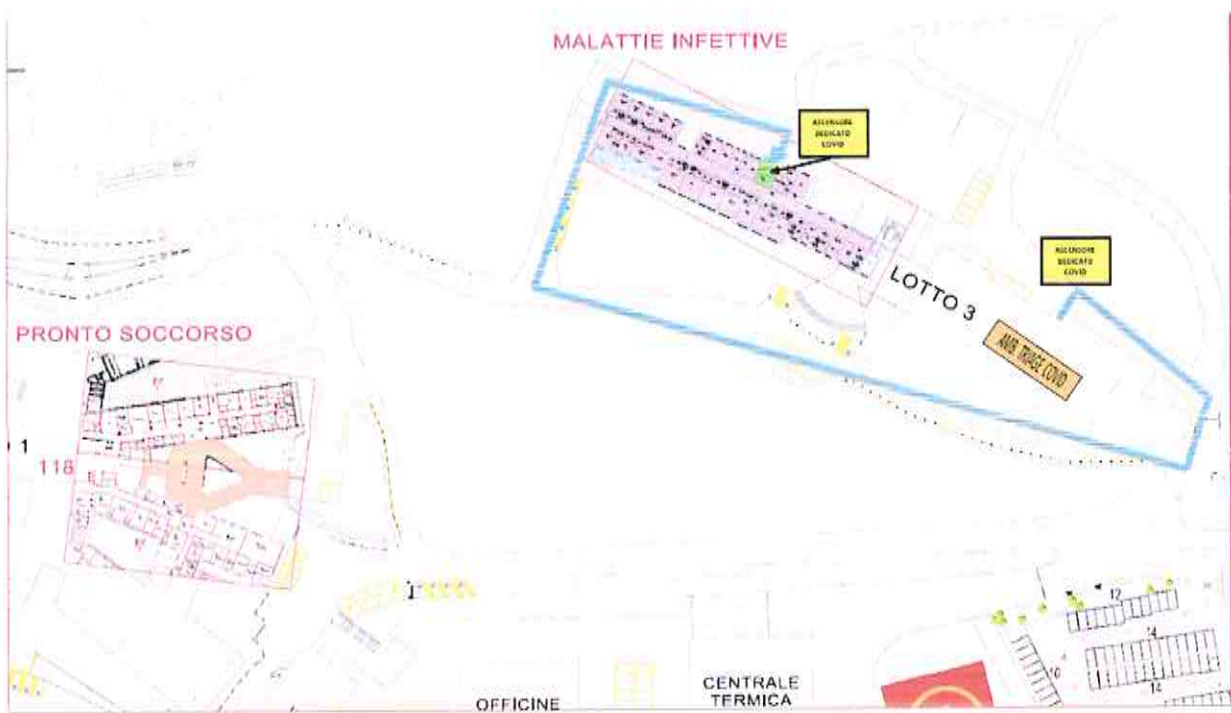 MALATTIE INFETTIVE
ASCENSORE
DEDICATO
COVID
ASCENSORE
DEDICATO
COVID
LOTTO 3
AMB. TRIAGE COVID
PRONTO SOCCORSO
1
118
12
14
10
14
OFFICINE
CENTRALE
TERMICA